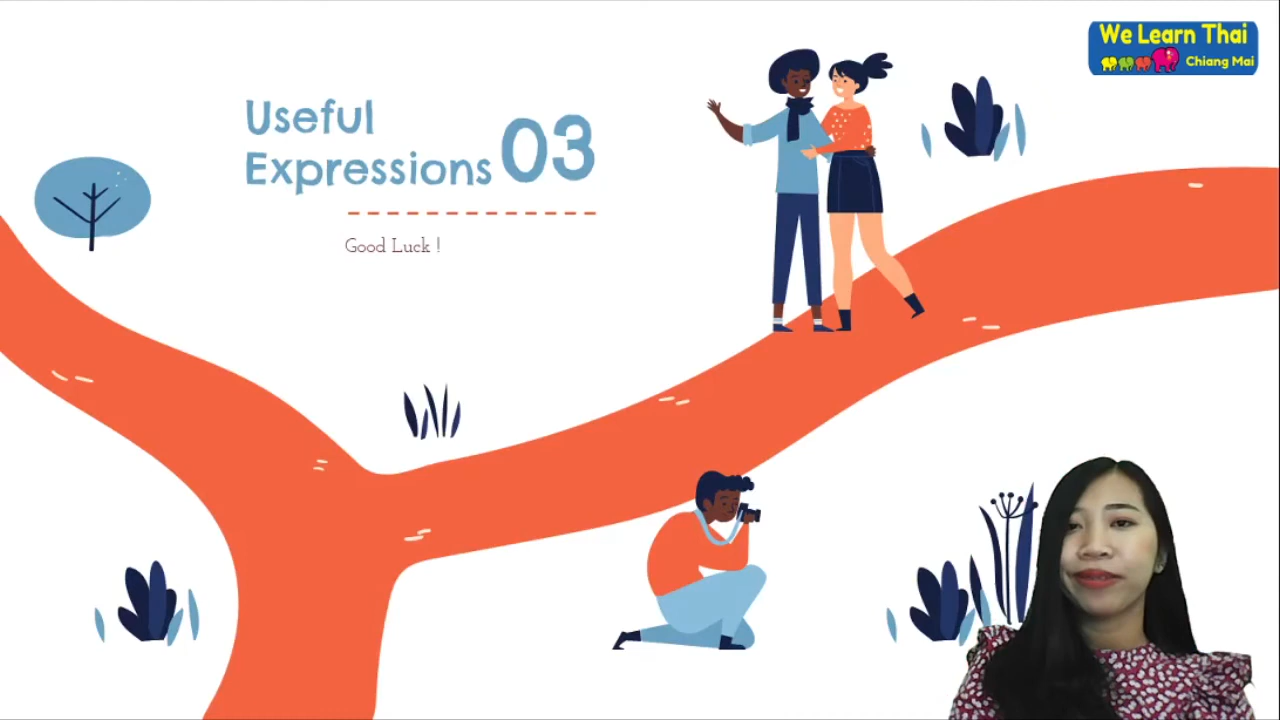 We Learn Thai
Chiang Mai
Useful
Expressions 03
Good Luck !